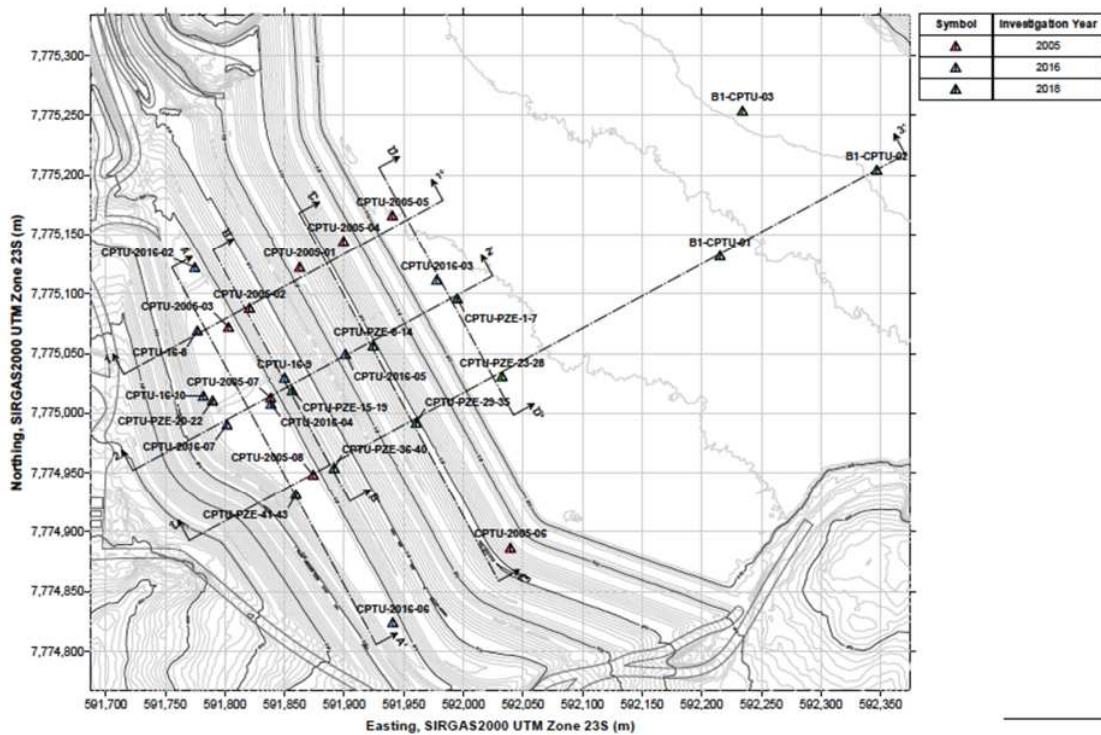 Symbol Investigation Year
2005
2016
2018
7,775,300
7,775,250
7,775,200
7,775,150
7,775,100
7,775,050
7,775,000
7,774,950
7,774,900
7,774,850
7,774,800
Northing, SIRGAS2000 UTM Zone 23S (m)
B1-CPTU-03
B1-CPTU-02
3'
D
1'
C
CPTU-2005-05
B
CPTU-2005-04
B1-CPTU-01
CPTU-2016-02
A
CPTU-2005-01
CPTU-2016-03
2'
CPTU-2005-03
CPTU-2005-02
CPTU-PZE-1-7
CPTU-PZE-8-14
CPTU-16-8
1
CPTU-16-9
CPTU-PZE-23-28
CPTU-2005-07
CPTU-2016-05
CPTU-16-10
CPTU-PZE-15-19
CPTU-PZE-29-35
D'
CPTU-PZE-20-22
CPTU-2016-04
CPTU-2016-07
CPTU-PZE-36-40
2
CPTU-2005-08
B'
CPTU-PZE-41-43
3
CPTU-2005-06
C'
CPTU-2016-06
A'
591,700 591,750 591,800 591,850 591,900 591,950 592,000 592,050 592,100 592,150 592,200 592,250 592,300 592,350
Easting, SIRGAS2000 UTM Zone 23S (m)